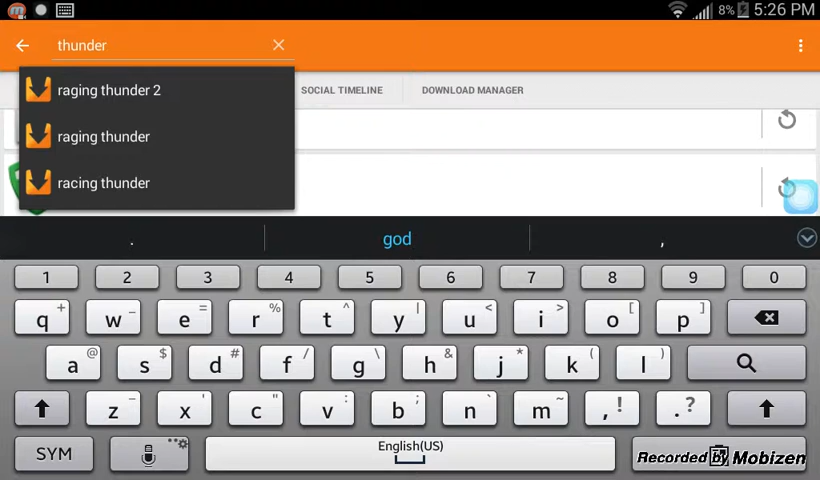 8% 5:26 PM
thunder
raging thunder 2
raging thunder
racing thunder
SOCIAL TIMELINE DOWNLOAD MANAGER
. god ,
1 2 3 4 5 6 7 8 9 0
q + w _ e = r % t ^ y | u < i > o [ p ]
a @ s $ d # f / g \ h & j * k ( l )
z - x ' c " v : b ; n ` m ~ , ! . ?
SYM English(US) Recorded by Mobizen